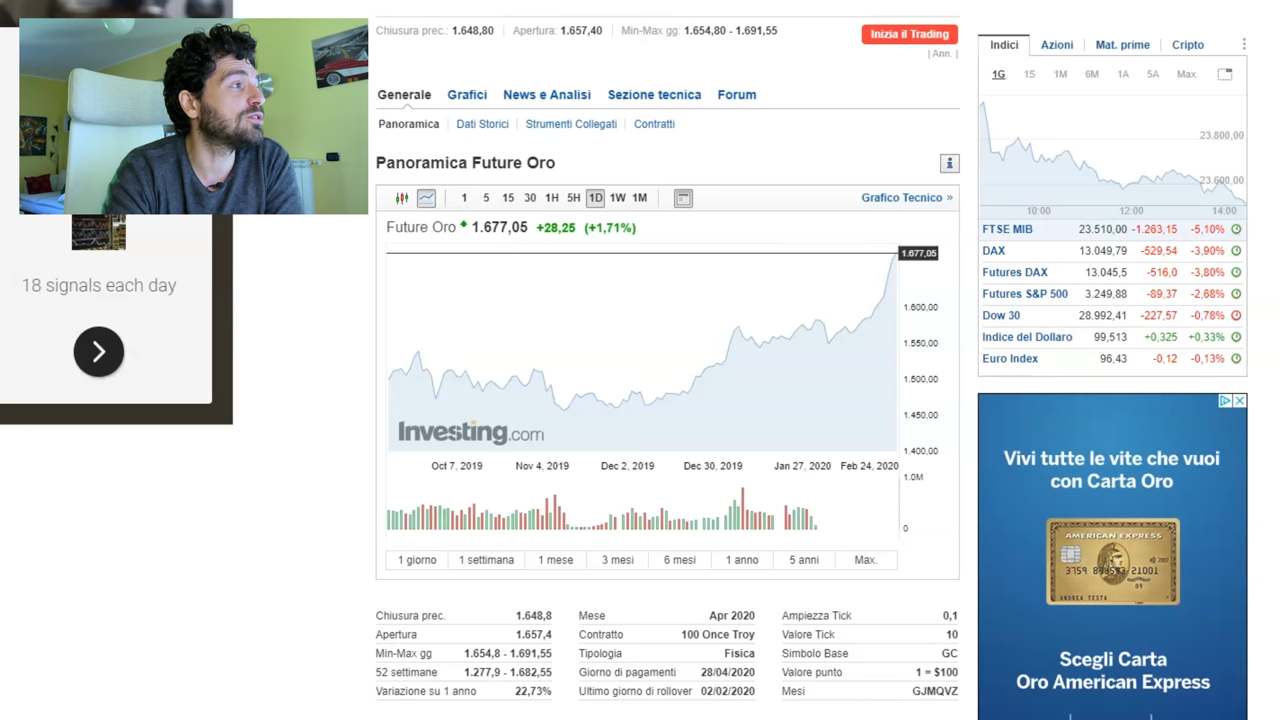 18 signals each day
Chiusura prec.: 1.648,80 Apertura: 1.657,40 Min-Max gg: 1.654,80 - 1.691,55
Inizia il Trading
| Ann. |
Generale Grafici News e Analisi Sezione tecnica Forum
Panoramica Dati Storici Strumenti Collegati Contratti
Panoramica Future Oro
1 5 15 30 1H 5H 1D 1W 1M
Grafico Tecnico »
Future Oro 1.677,05 +28,25 (+1,71%)
1.677,05
1.600,00
1.550,00
1.500,00
1.450,00
1.400,00
Investing.com
Oct 7, 2019 Nov 4, 2019 Dec 2, 2019 Dec 30, 2019 Jan 27, 2020 Feb 24, 2020
1.0M
0
1 giorno 1 settimana 1 mese 3 mesi 6 mesi 1 anno 5 anni Max.
Chiusura prec. 1.648,8 Mese Apr 2020 Ampiezza Tick 0,1
Apertura 1.657,4 Contratto 100 Once Troy Valore Tick 10
Min-Max gg 1.654,8 - 1.691,55 Tipologia Fisica Simbolo Base GC
52 settimane 1.277,9 - 1.682,55 Giorno di pagamenti 28/04/2020 Valore punto 1 = $100
Variazione su 1 anno 22,73% Ultimo giorno di rollover 02/02/2020 Mesi GJMQVZ
Indici Azioni Mat. prime Cripto
1G 1S 1M 6M 1A 5A Max.
23.800,00
23.600,00
10:00 12:00 14:00
FTSE MIB 23.510,00 -1.263,15 -5,10%
DAX 13.049,79 -529,54 -3,90%
Futures DAX 13.045,5 -516,0 -3,80%
Futures S&P 500 3.249,88 -89,37 -2,68%
Dow 30 28.992,41 -227,57 -0,78%
Indice del Dollaro 99,513 +0,325 +0,33%
Euro Index 96,43 -0,12 -0,13%
Vivi tutte le vite che vuoi
con Carta Oro
AMERICAN EXPRESS
ANDREA TESTA
Scegli Carta
Oro American Express